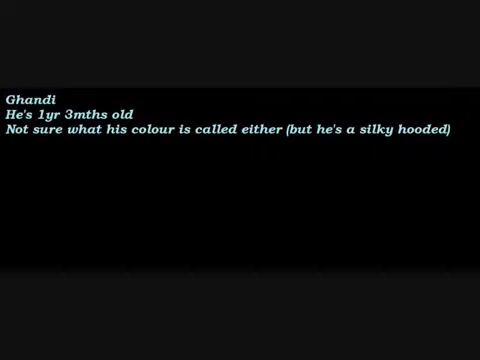 Ghandi
He's 1yr 3mths old
Not sure what his colour is called either (but he's a silky hooded)